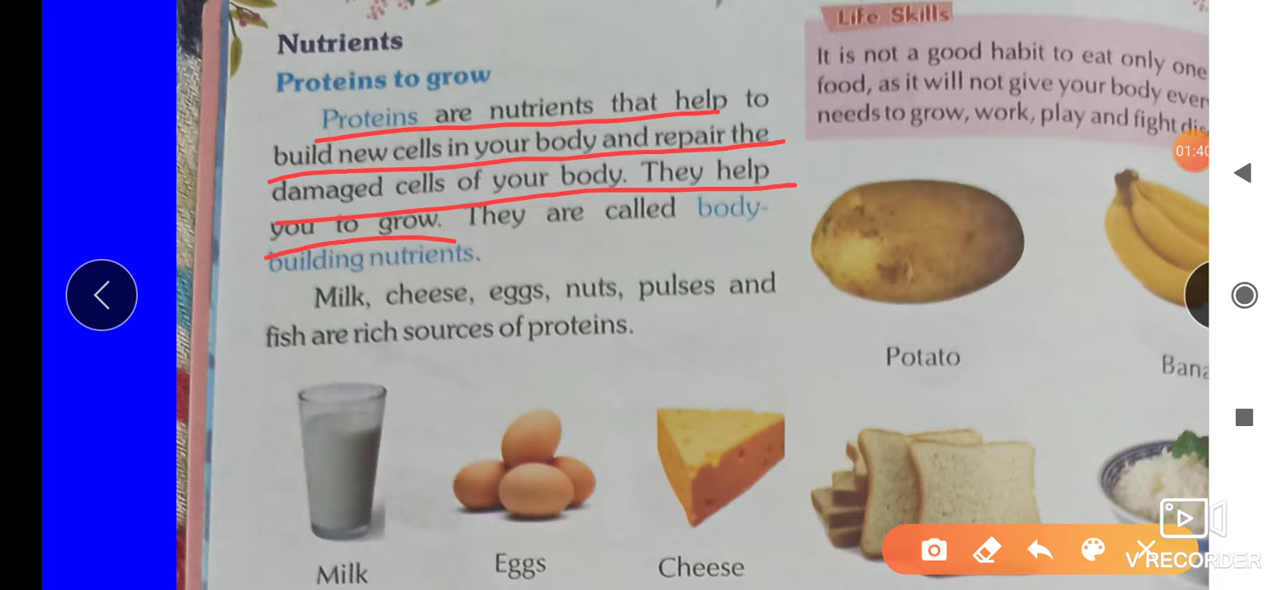 Nutrients
Proteins to grow
Proteins are nutrients that help to
build new cells in your body and repair the
damaged cells of your body. They help
you to grow. They are called body-
building nutrients.
Milk, cheese, eggs, nuts, pulses and
fish are rich sources of proteins.
Milk
Eggs
Cheese
Life Skills
It is not a good habit to eat only one
food, as it will not give your body
needs to grow, work, play and fight
01:40
Potato
V RECORDER